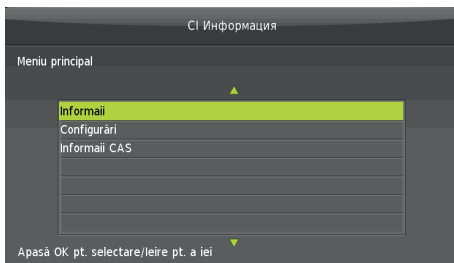 CI Информация
Meniu principal
Informaii
Configurări
Informaii CAS
Apasă OK pt. selectare/Ieire pt. a iei